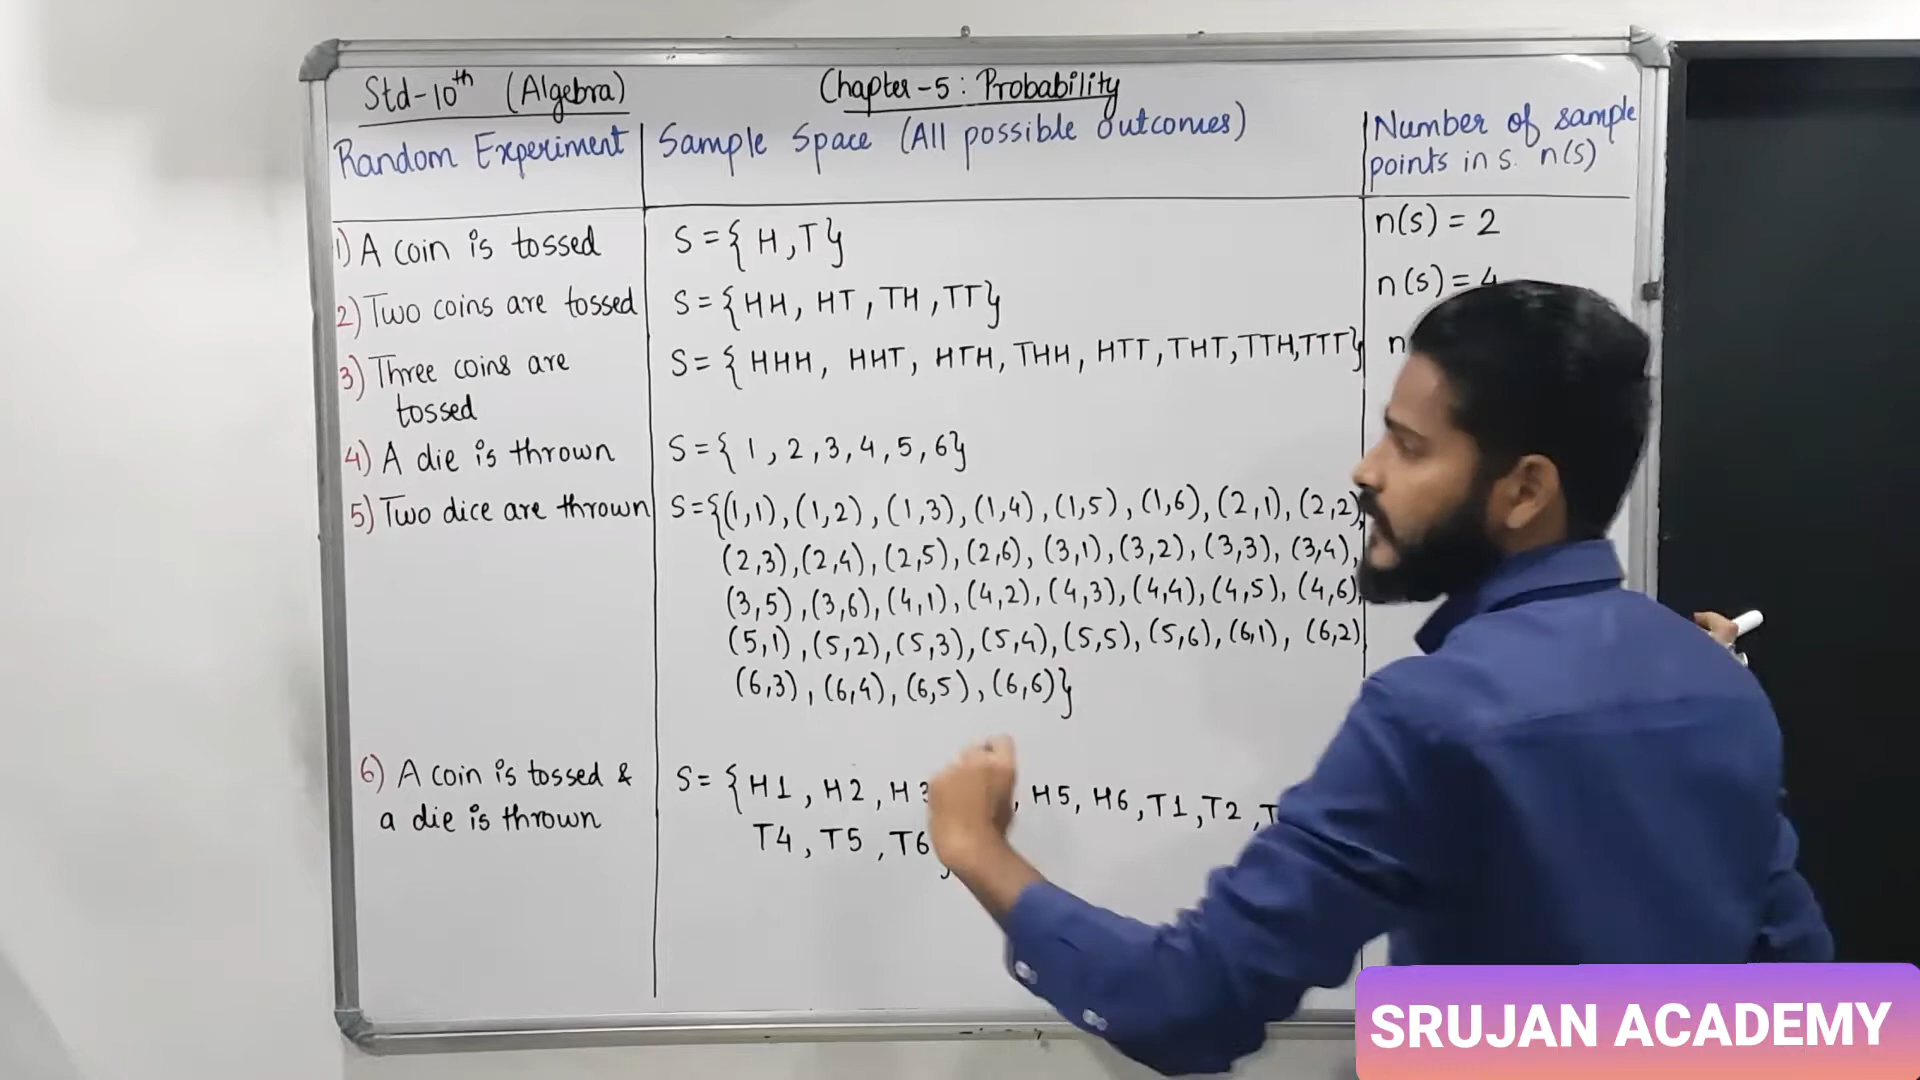 Std-10th (Algebra) Chapter-5: Probability
Random Experiment Sample Space (All possible outcomes) Number of sample
points in s. n(s)
1) A coin is tossed S = { H, T} n(s) = 2
2) Two coins are tossed S = {HH, HT, TH, TT} n(s) = 4
3) Three coins are S = { HHH, HHT, HTH, THH, HTT, THT, TTH, TTT} n
tossed
4) A die is thrown S = { 1, 2, 3, 4, 5, 6}
5) Two dice are thrown S = {(1,1), (1,2), (1,3), (1,4), (1,5), (1,6), (2,1), (2,2),
(2,3), (2,4), (2,5), (2,6), (3,1), (3,2), (3,3), (3,4),
(3,5), (3,6), (4,1), (4,2), (4,3), (4,4), (4,5), (4,6),
(5,1), (5,2), (5,3), (5,4), (5,5), (5,6), (6,1), (6,2)
(6,3), (6,4), (6,5), (6,6)}
6) A coin is tossed & S = {H1, H2, H3, H5, H6, T1, T2, T
a die is thrown T4, T5, T6
SRUJAN ACADEMY